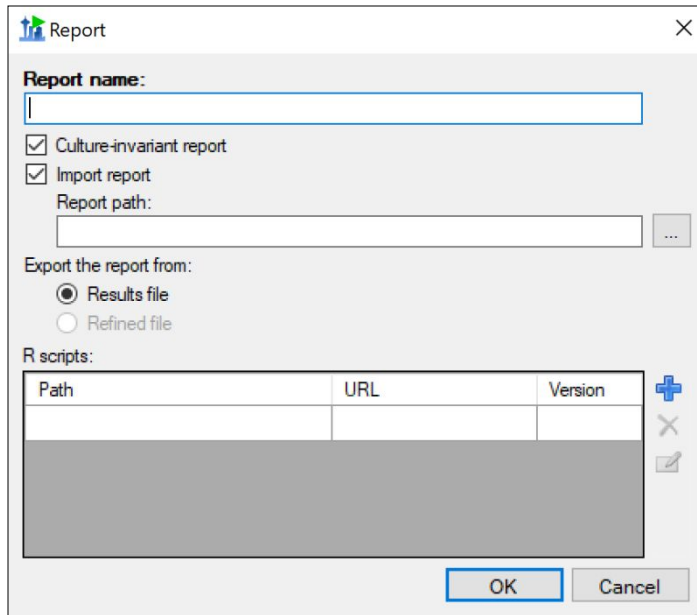 Report
Report name:
Culture-invariant report
Import report
Report path:
...
Export the report from:
Results file
Refined file
R scripts:
Path URL Version
OK Cancel